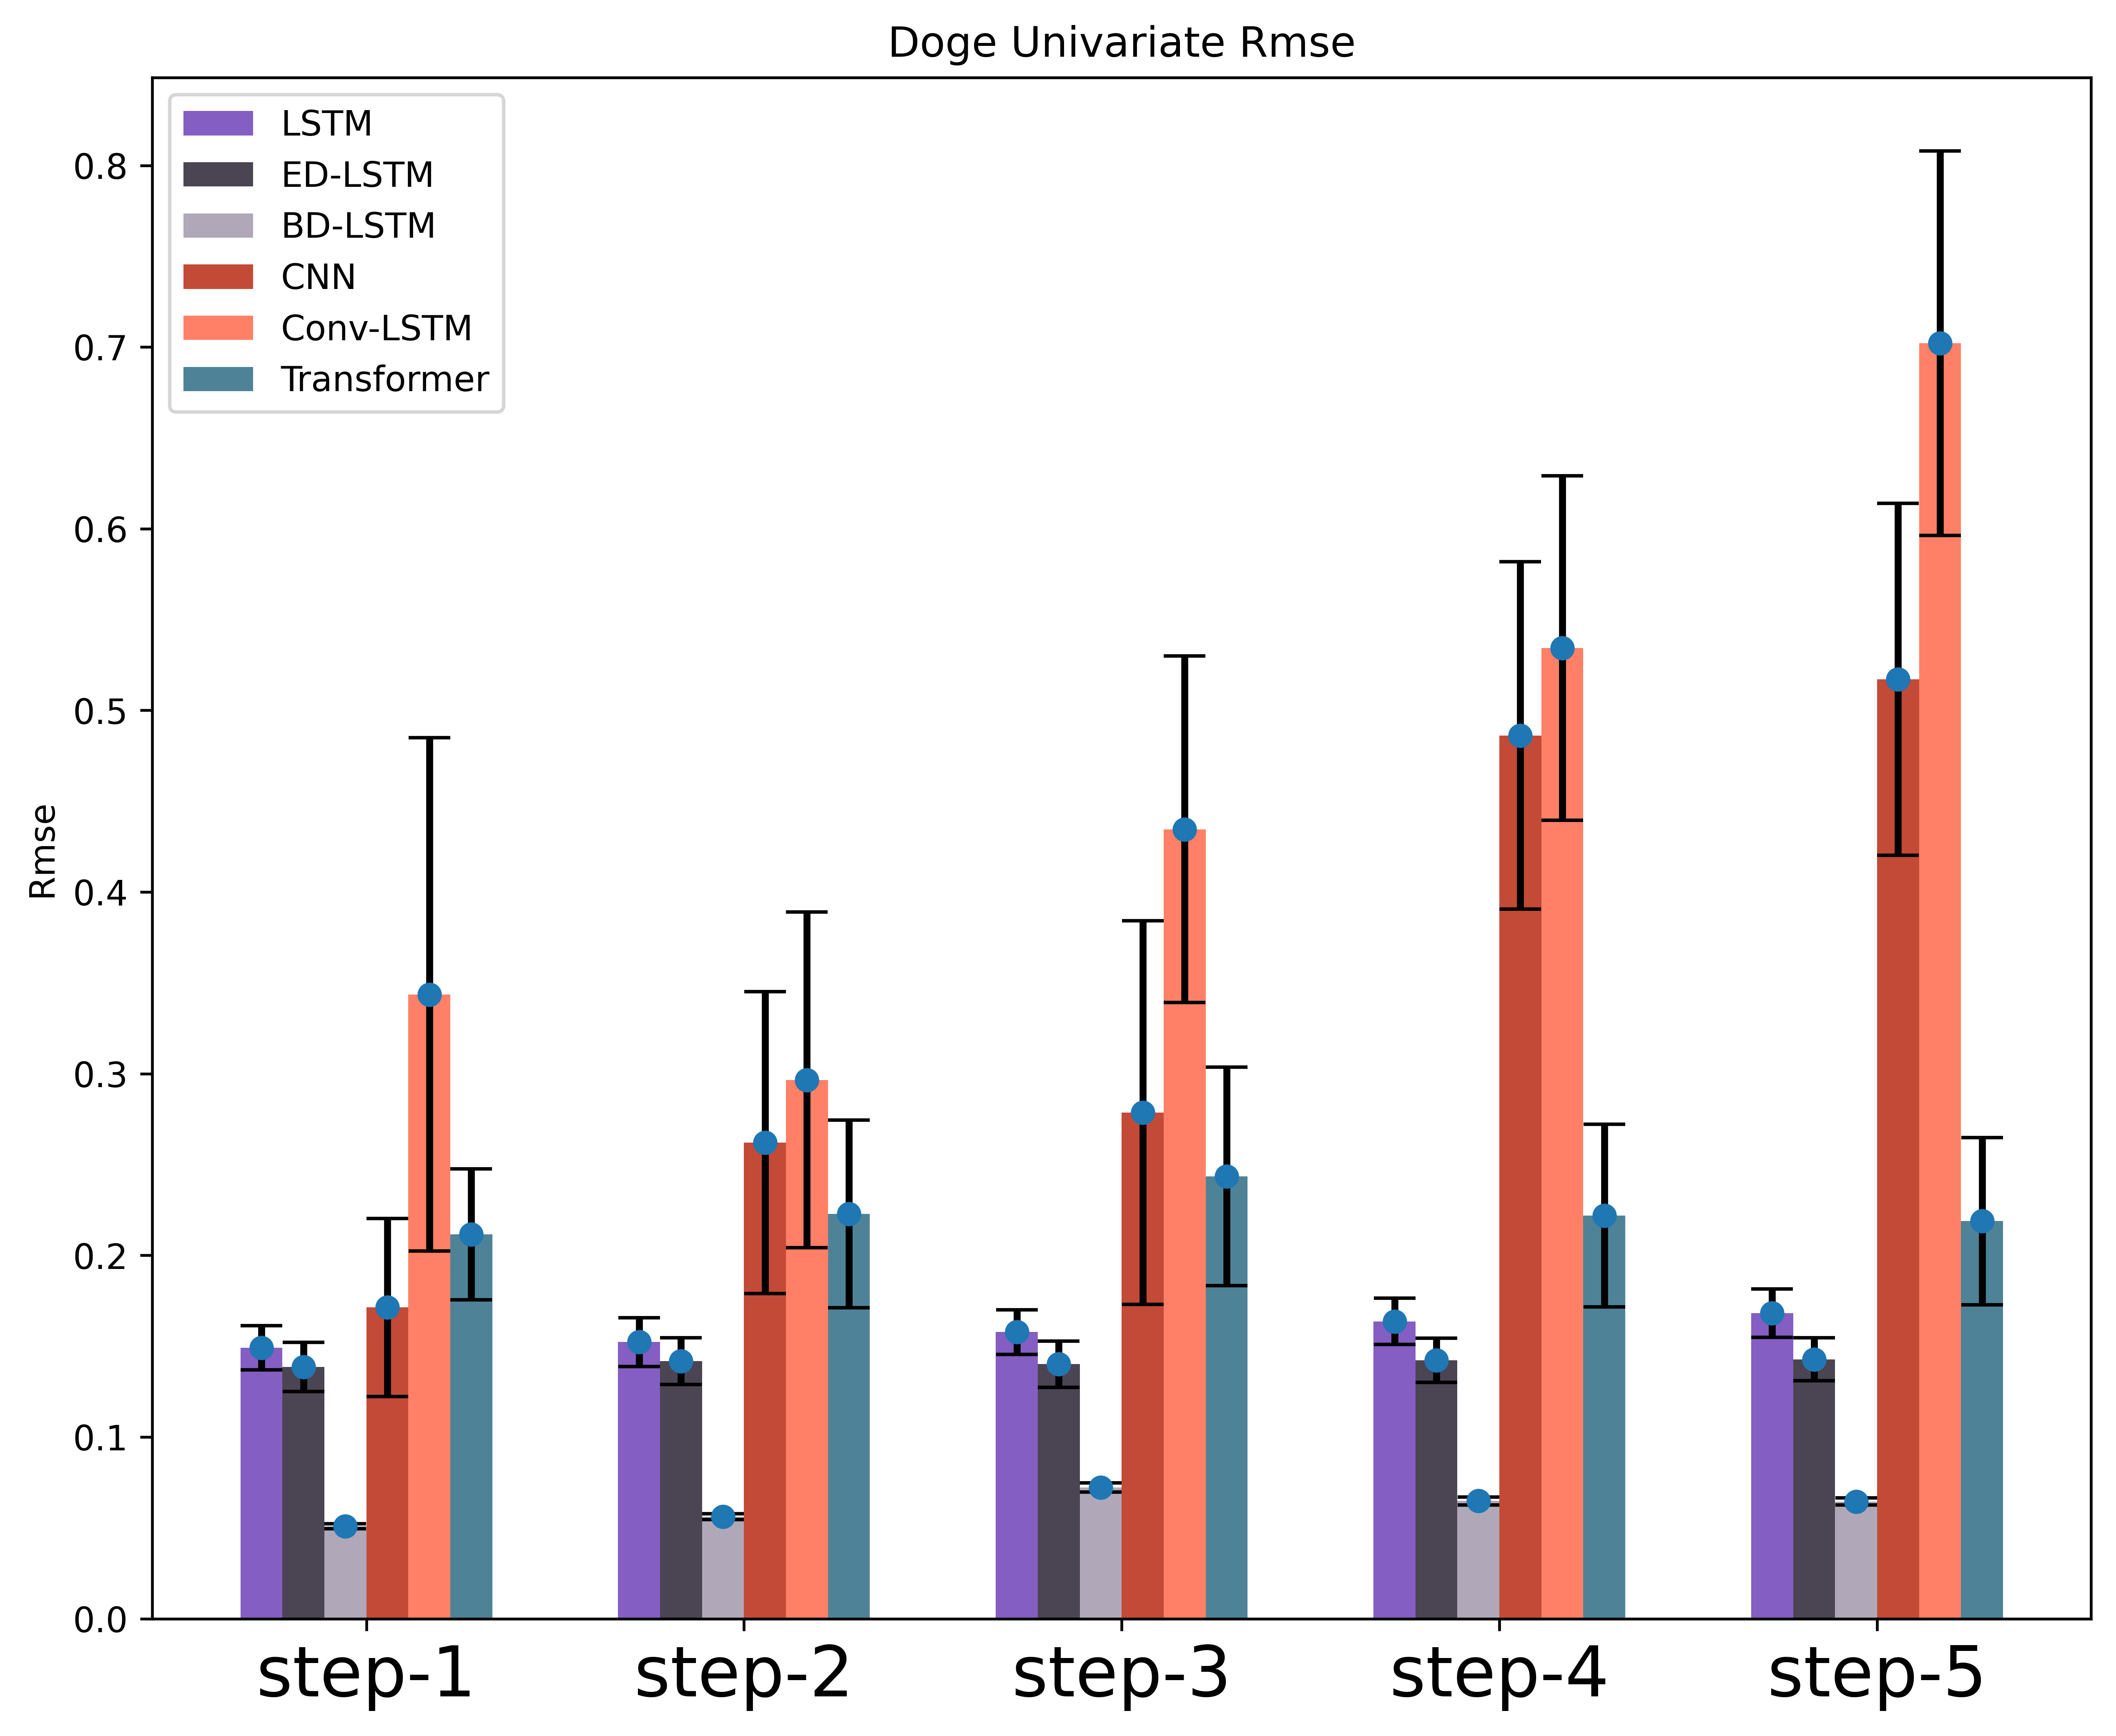 Doge Univariate Rmse
LSTM
ED-LSTM
BD-LSTM
CNN
Conv-LSTM
Transformer
Rmse
0.8
0.7
0.6
0.5
0.4
0.3
0.2
0.1
0.0
step-1 step-2 step-3 step-4 step-5